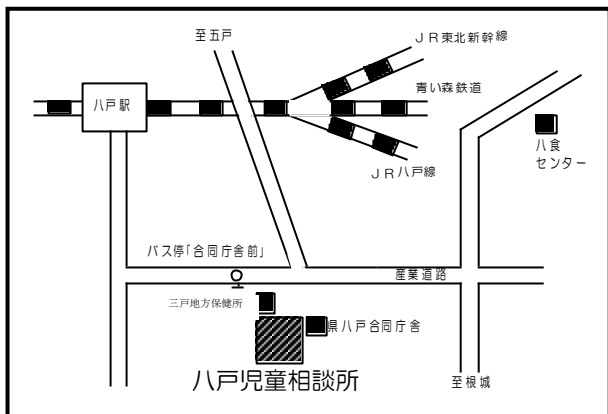 至五戸
ＪＲ東北新幹線
青い森鉄道
八戸駅
八食
センター
ＪＲ八戸線
バス停「合同庁舎前」
産業道路
三戸地方保健所
県八戸合同庁舎
八戸児童相談所
至根城